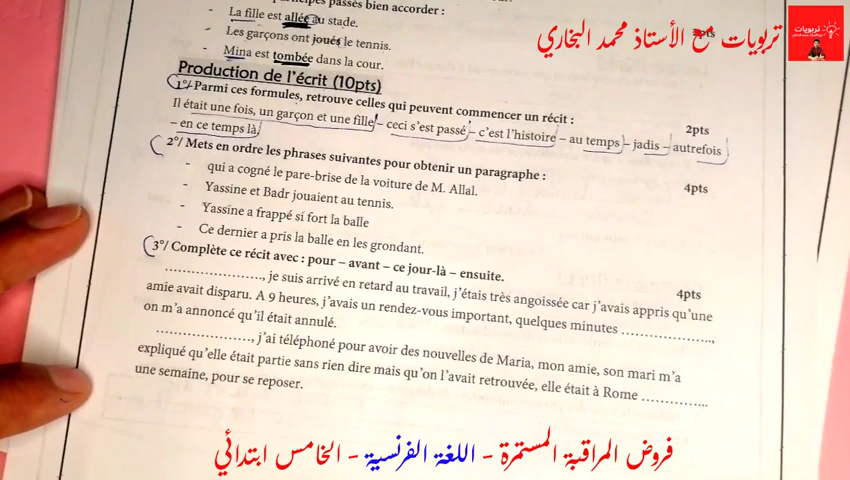 participes passés bien accorder :
- La fille est allée au stade.
- Les garçons ont joués le tennis.
- Mina est tombée dans la cour.
Production de l'écrit (10pts)
1°/ Parmi ces formules, retrouve celles qui peuvent commencer un récit :
2pts
Il était une fois, un garçon et une fille – ceci s'est passé – c'est l'histoire – au temps – jadis – autrefois
– en ce temps là
2°/ Mets en ordre les phrases suivantes pour obtenir un paragraphe :
4pts
- qui a cogné le pare-brise de la voiture de M. Allal.
- Yassine et Badr jouaient au tennis.
- Yassine a frappé si fort la balle
- Ce dernier a pris la balle en les grondant.
3°/ Complète ce récit avec : pour – avant – ce jour-là – ensuite.
4pts
......................, je suis arrivé en retard au travail, j'étais très angoissée car j'avais appris qu'une
amie avait disparu. A 9 heures, j'avais un rendez-vous important, quelques minutes ....................,
on m'a annoncé qu'il était annulé.
....................., j'ai téléphoné pour avoir des nouvelles de Maria, mon amie, son mari m'a
expliqué qu'elle était partie sans rien dire mais qu'on l'avait retrouvée, elle était à Rome ...............
une semaine, pour se reposer.
تربويات مع الأستاذ محمد البخاري
تربويات
فروض المراقبة المستمرة - اللغة الفرنسية - الخامس ابتدائي